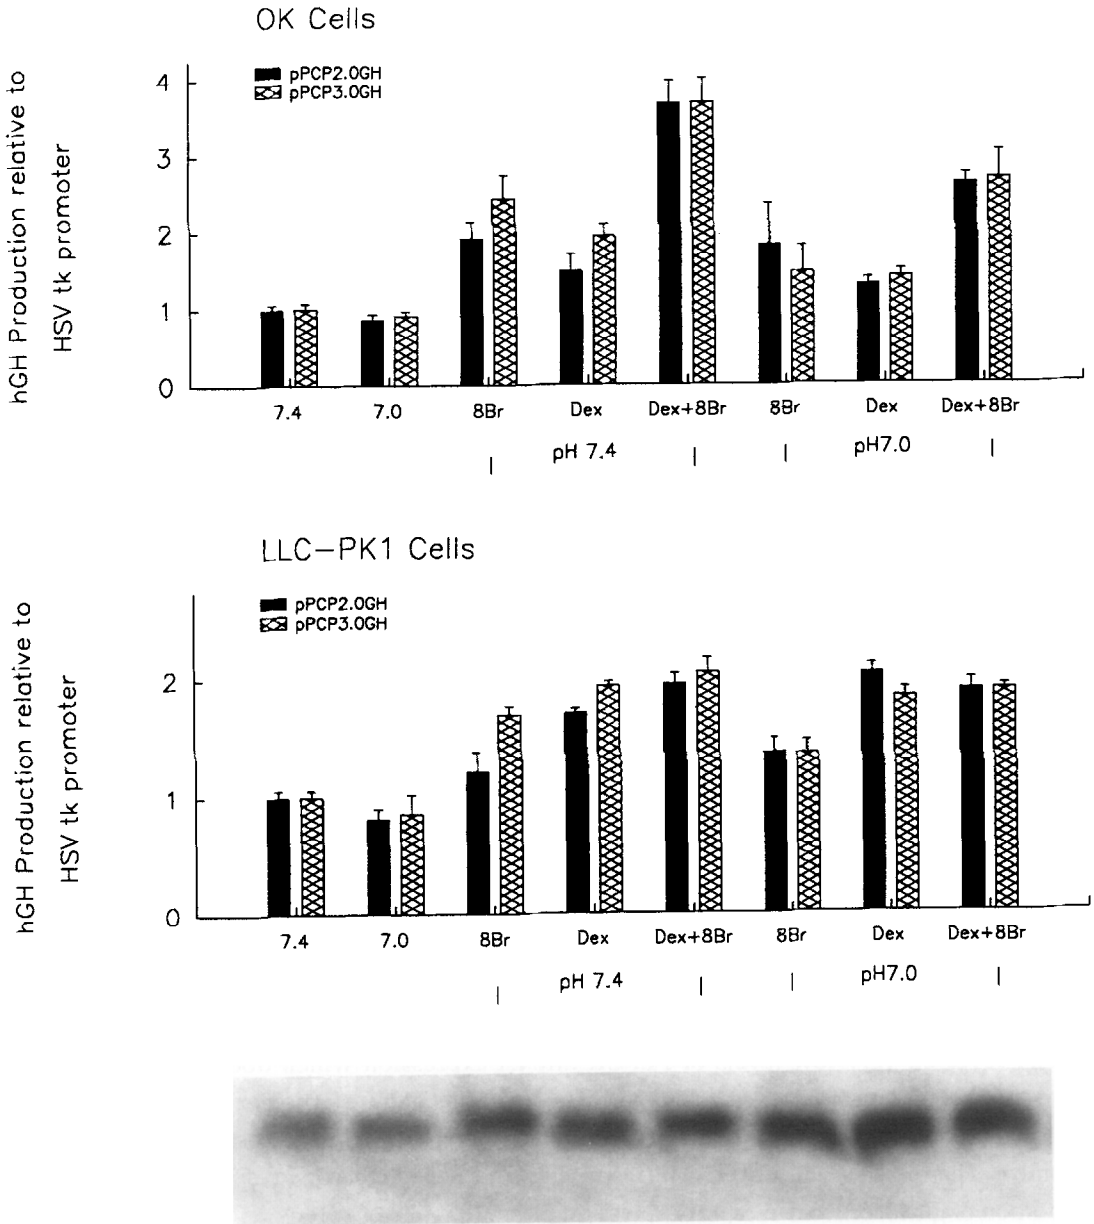 OK Cells
hGH Production relative to
HSV tk promoter
pPCP2.0GH
pPCP3.0GH
4
3
2
1
0
7.4 7.0 8Br Dex Dex+8Br 8Br Dex Dex+8Br
pH 7.4 pH7.0
LLC-PK1 Cells
hGH Production relative to
HSV tk promoter
pPCP2.0GH
pPCP3.0GH
2
1
0
7.4 7.0 8Br Dex Dex+8Br 8Br Dex Dex+8Br
pH 7.4 pH7.0